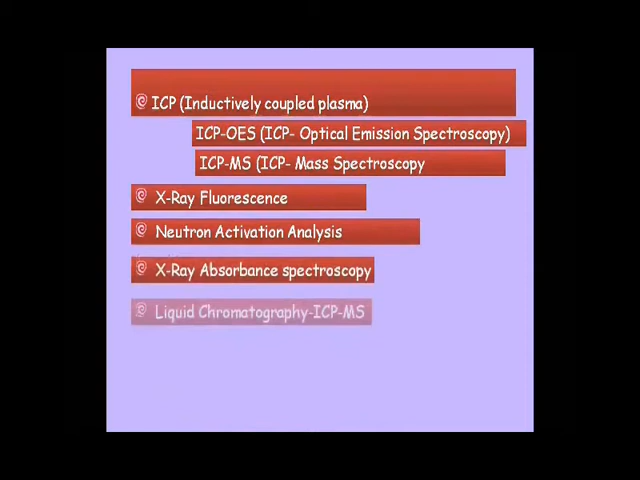 ICP (Inductively coupled plasma)
ICP-OES (ICP- Optical Emission Spectroscopy)
ICP-MS (ICP- Mass Spectroscopy
X-Ray Fluorescence
Neutron Activation Analysis
X-Ray Absorbance spectroscopy
Liquid Chromatography-ICP-MS